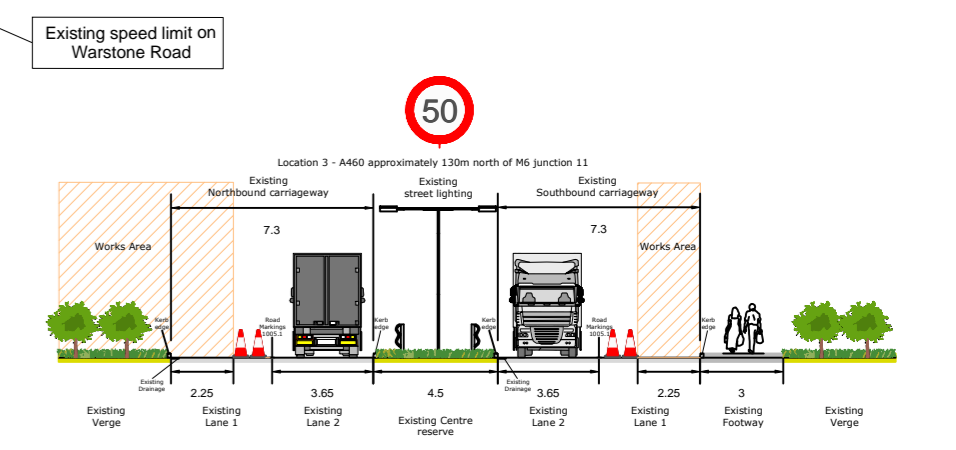 Existing speed limit on
Warstone Road
50
Location 3 - A460 approximately 130m north of M6 junction 11
Existing
Northbound carriageway
Existing
street lighting
Existing
Southbound carriageway
7.3
7.3
Works Area
Works Area
Kerb
edge
Road
Markings
1005.1
Kerb
edge
Kerb
edge
Road
Markings
1005.1
Kerb
edge
Existing
Drainage
Existing
Drainage
2.25
3.65
4.5
3.65
2.25
3
Existing
Verge
Existing
Lane 1
Existing
Lane 2
Existing Centre
reserve
Existing
Lane 2
Existing
Lane 1
Existing
Footway
Existing
Verge